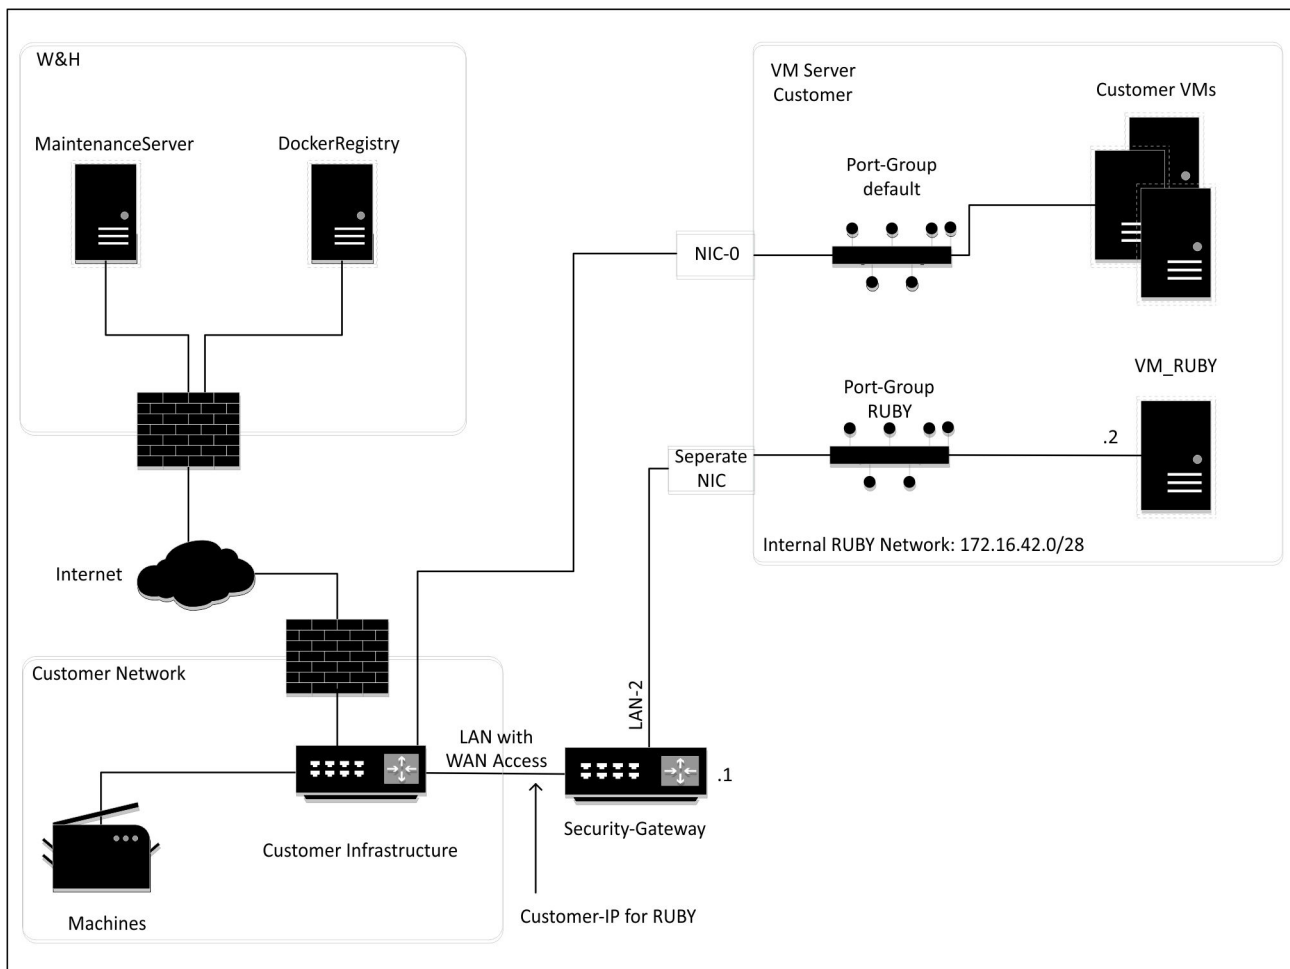 W&H
MaintenanceServer
DockerRegistry
Internet
VM Server
Customer
Customer VMs
Port-Group
default
NIC-0
VM_RUBY
Port-Group
RUBY
.2
Seperate
NIC
Internal RUBY Network: 172.16.42.0/28
Customer Network
LAN-2
LAN with
WAN Access
.1
Security-Gateway
Customer Infrastructure
Customer-IP for RUBY
Machines